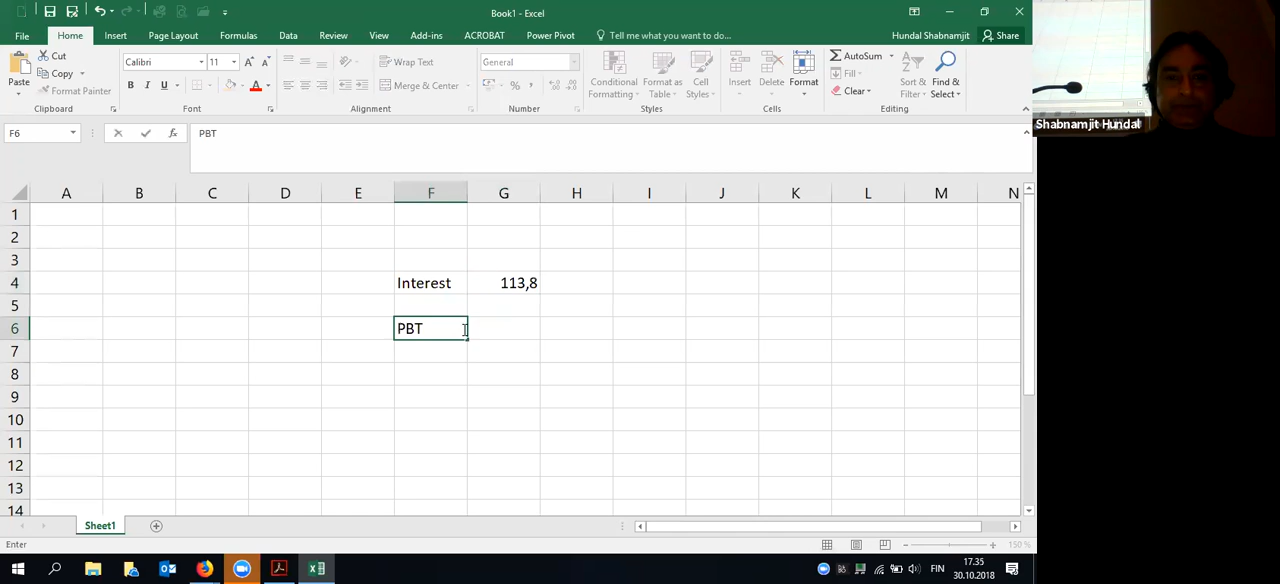 Book1 - Excel
File Home Insert Page Layout Formulas Data Review View Add-ins ACROBAT Power Pivot Tell me what you want to do... Hundal Shabnamjit Share
Cut
Copy
Format Painter
Paste
Clipboard
Calibri 11
B I U
Font
Wrap Text
Merge & Center
Alignment
General
%
Number
Conditional Formatting
Format as Table
Cell Styles
Styles
Insert Delete Format
Cells
AutoSum
Fill
Clear
Sort & Filter
Find & Select
Editing
Shabnamjit Hundal
F6 fx PBT
A B C D E F G H I J K L M N
1
2
3
4 Interest 113,8
5
6 PBT
7
8
9
10
11
12
13
14
Sheet1
Enter 150 %
FIN 17.35
30.10.2018